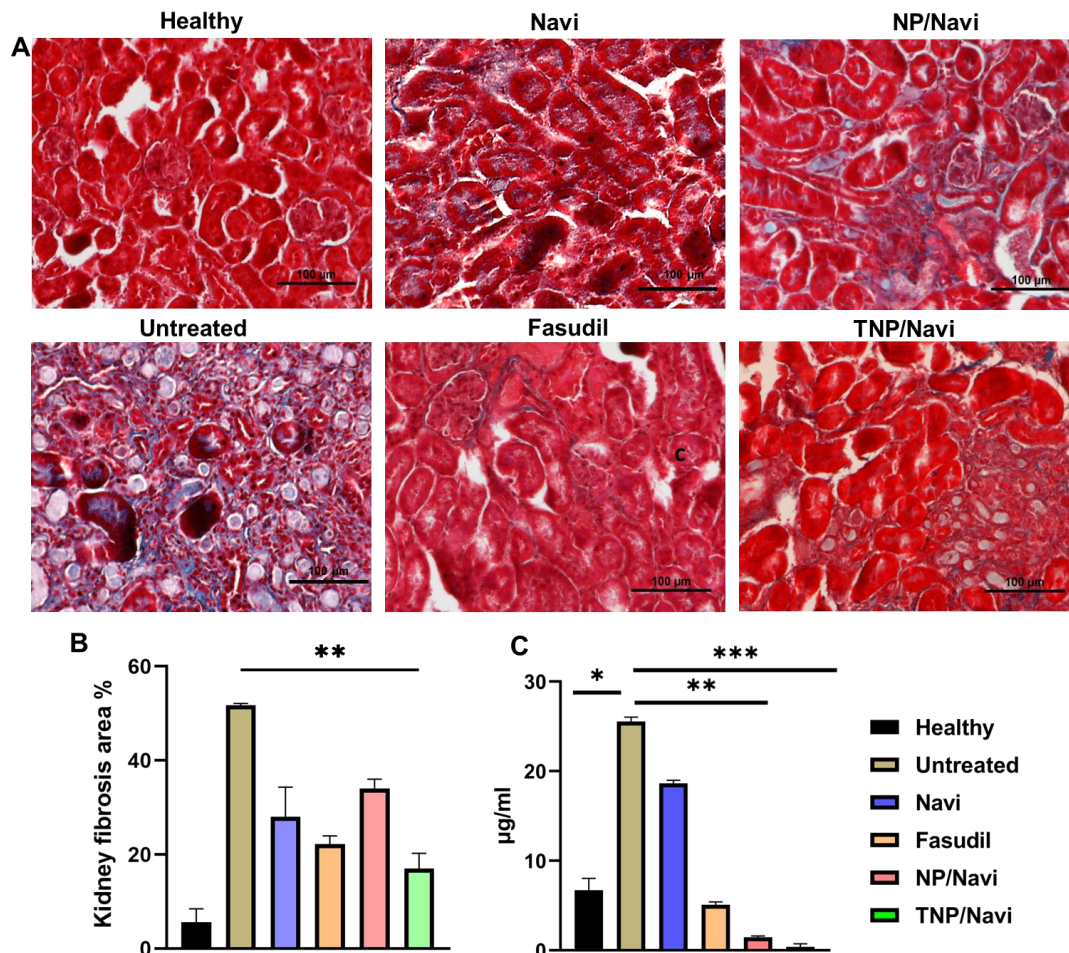 Healthy Navi NP/Navi
A
100 µm 100 µm 100 µm
Untreated Fasudil TNP/Navi
c
100 µm 100 µm 100 µm
B
**
Kidney fibrosis area %
60
40
20
0
C
***
*
**
µg/ml
30
20
10
0
Healthy
Untreated
Navi
Fasudil
NP/Navi
TNP/Navi